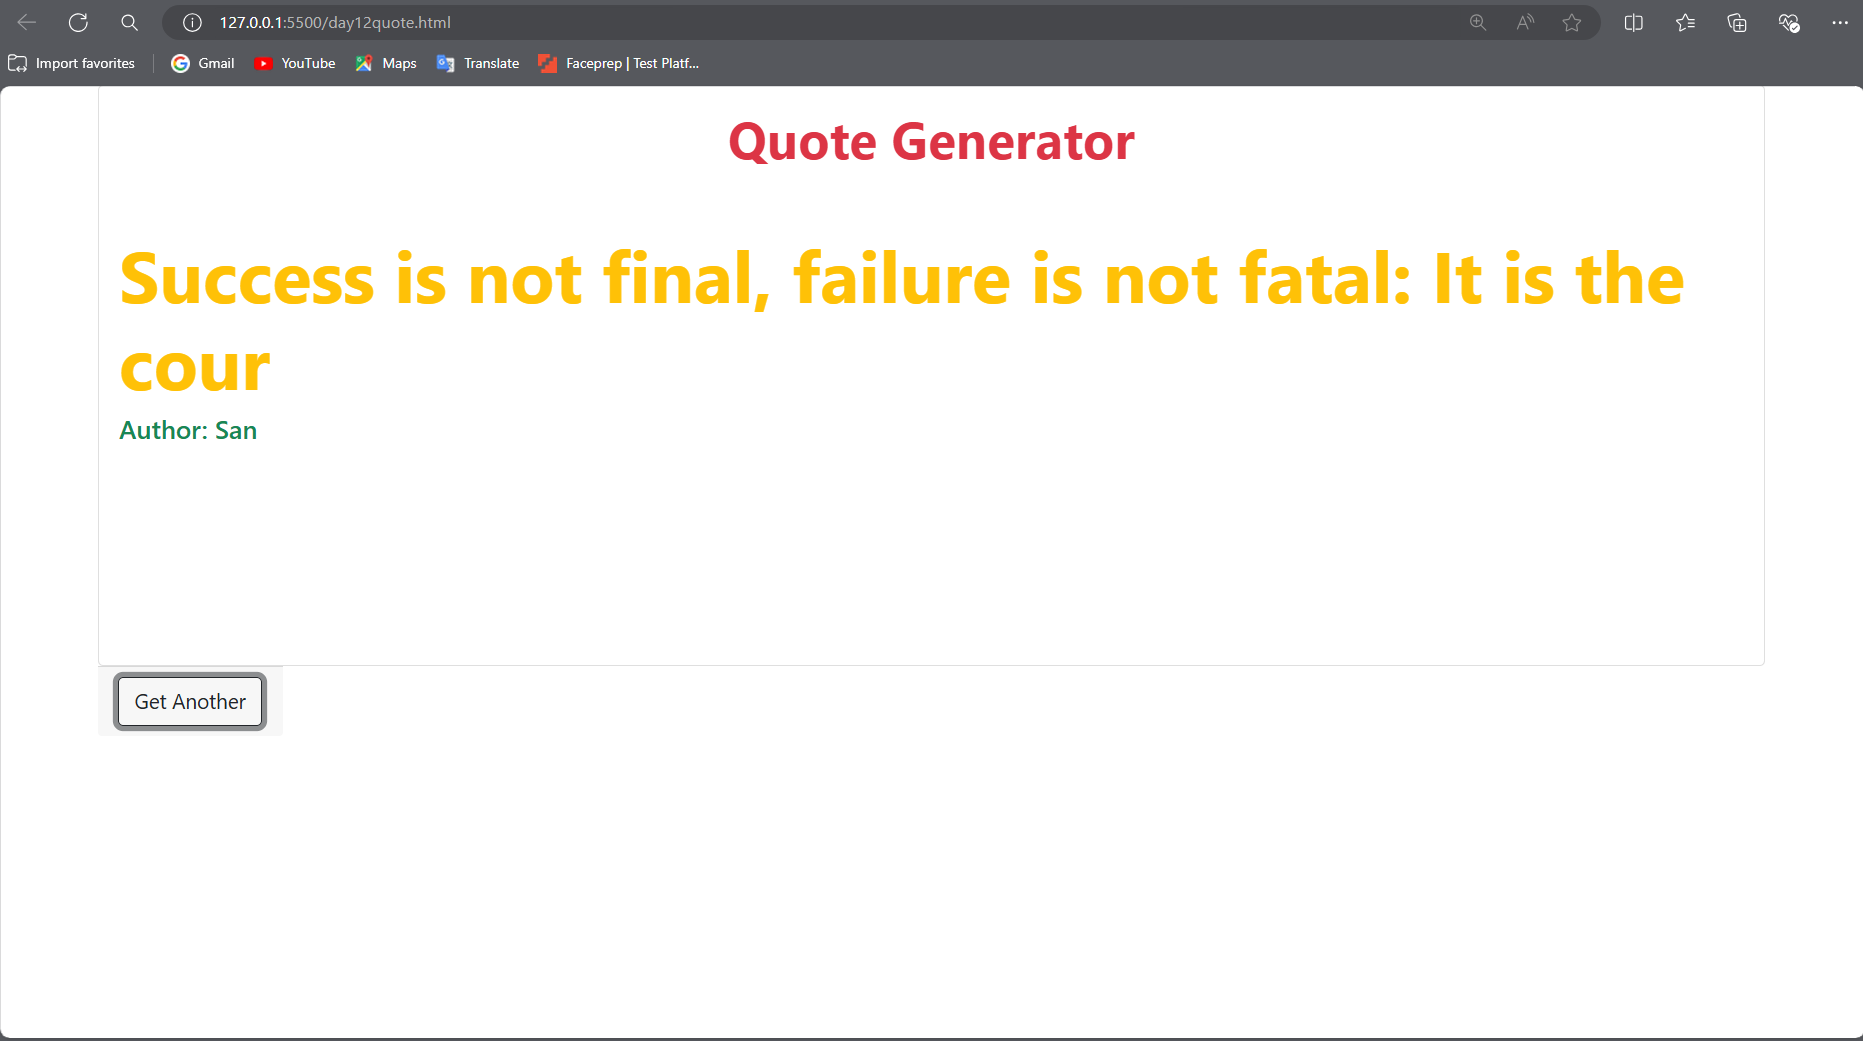 127.0.0.1:5500/day12quote.html
Import favorites Gmail YouTube Maps Translate Faceprep | Test Platf...
Quote Generator
Success is not final, failure is not fatal: It is the
cour
Author: San
Get Another